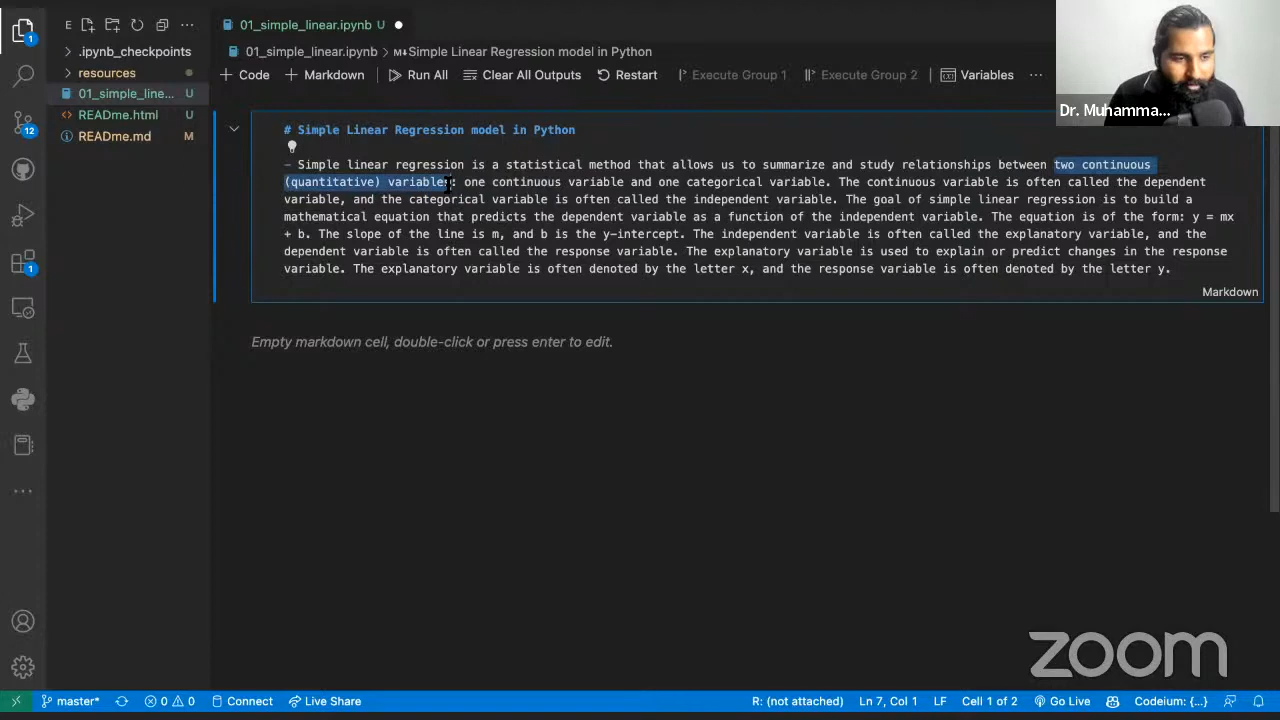 E
01_simple_linear.ipynb U
.ipynb_checkpoints
resources
01_simple_line... U
READme.html U
READme.md M
01_simple_linear.ipynb > M↓ Simple Linear Regression model in Python
+ Code + Markdown Run All Clear All Outputs Restart Execute Group 1 Execute Group 2 Variables ...
Dr. Muhamma...
# Simple Linear Regression model in Python
- Simple linear regression is a statistical method that allows us to summarize and study relationships between two continuous
(quantitative) variables: one continuous variable and one categorical variable. The continuous variable is often called the dependent
variable, and the categorical variable is often called the independent variable. The goal of simple linear regression is to build a
mathematical equation that predicts the dependent variable as a function of the independent variable. The equation is of the form: y = mx
+ b. The slope of the line is m, and b is the y-intercept. The independent variable is often called the explanatory variable, and the
dependent variable is often called the response variable. The explanatory variable is used to explain or predict changes in the response
variable. The explanatory variable is often denoted by the letter x, and the response variable is often denoted by the letter y.
Markdown
Empty markdown cell, double-click or press enter to edit.
1
12
1
zoom
master* 0 0 Connect Live Share R: (not attached) Ln 7, Col 1 LF Cell 1 of 2 Go Live Codeium: {...}